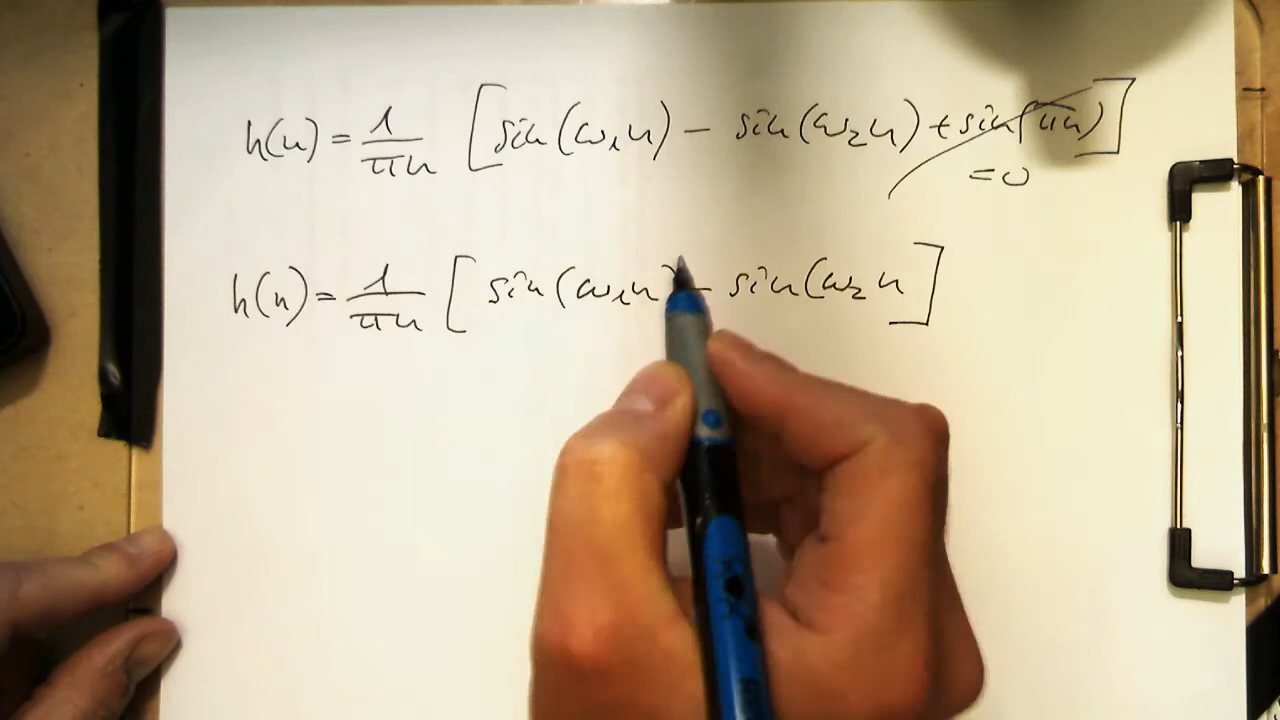 h(n) = 1/πn [sin(ω₁n) − sin(ω₂n) + sin(πn)]
= 0
h(n) = 1/πn [sin(ω₁n) − sin(ω₂n]